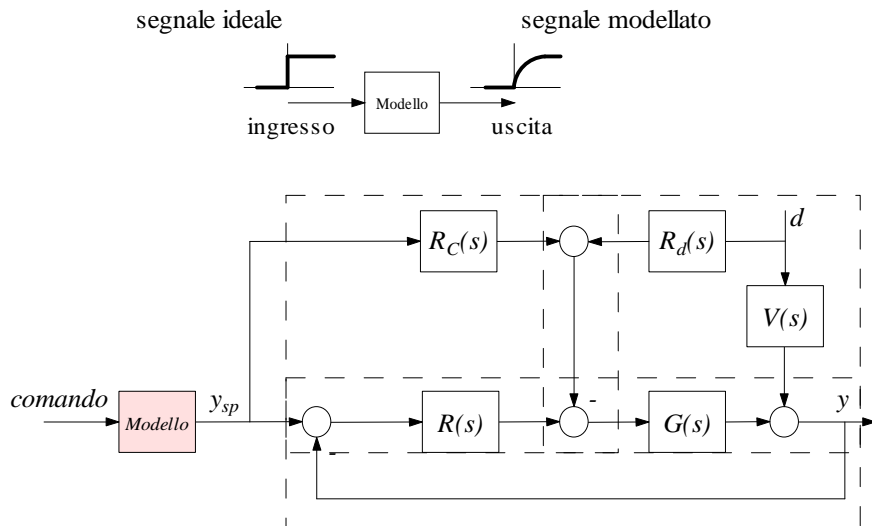 segnale ideale
segnale modellato
Modello
ingresso
uscita
R_C(s)
R_d(s)
d
V(s)
comando
Modello
y_sp
R(s)
-
G(s)
y
-